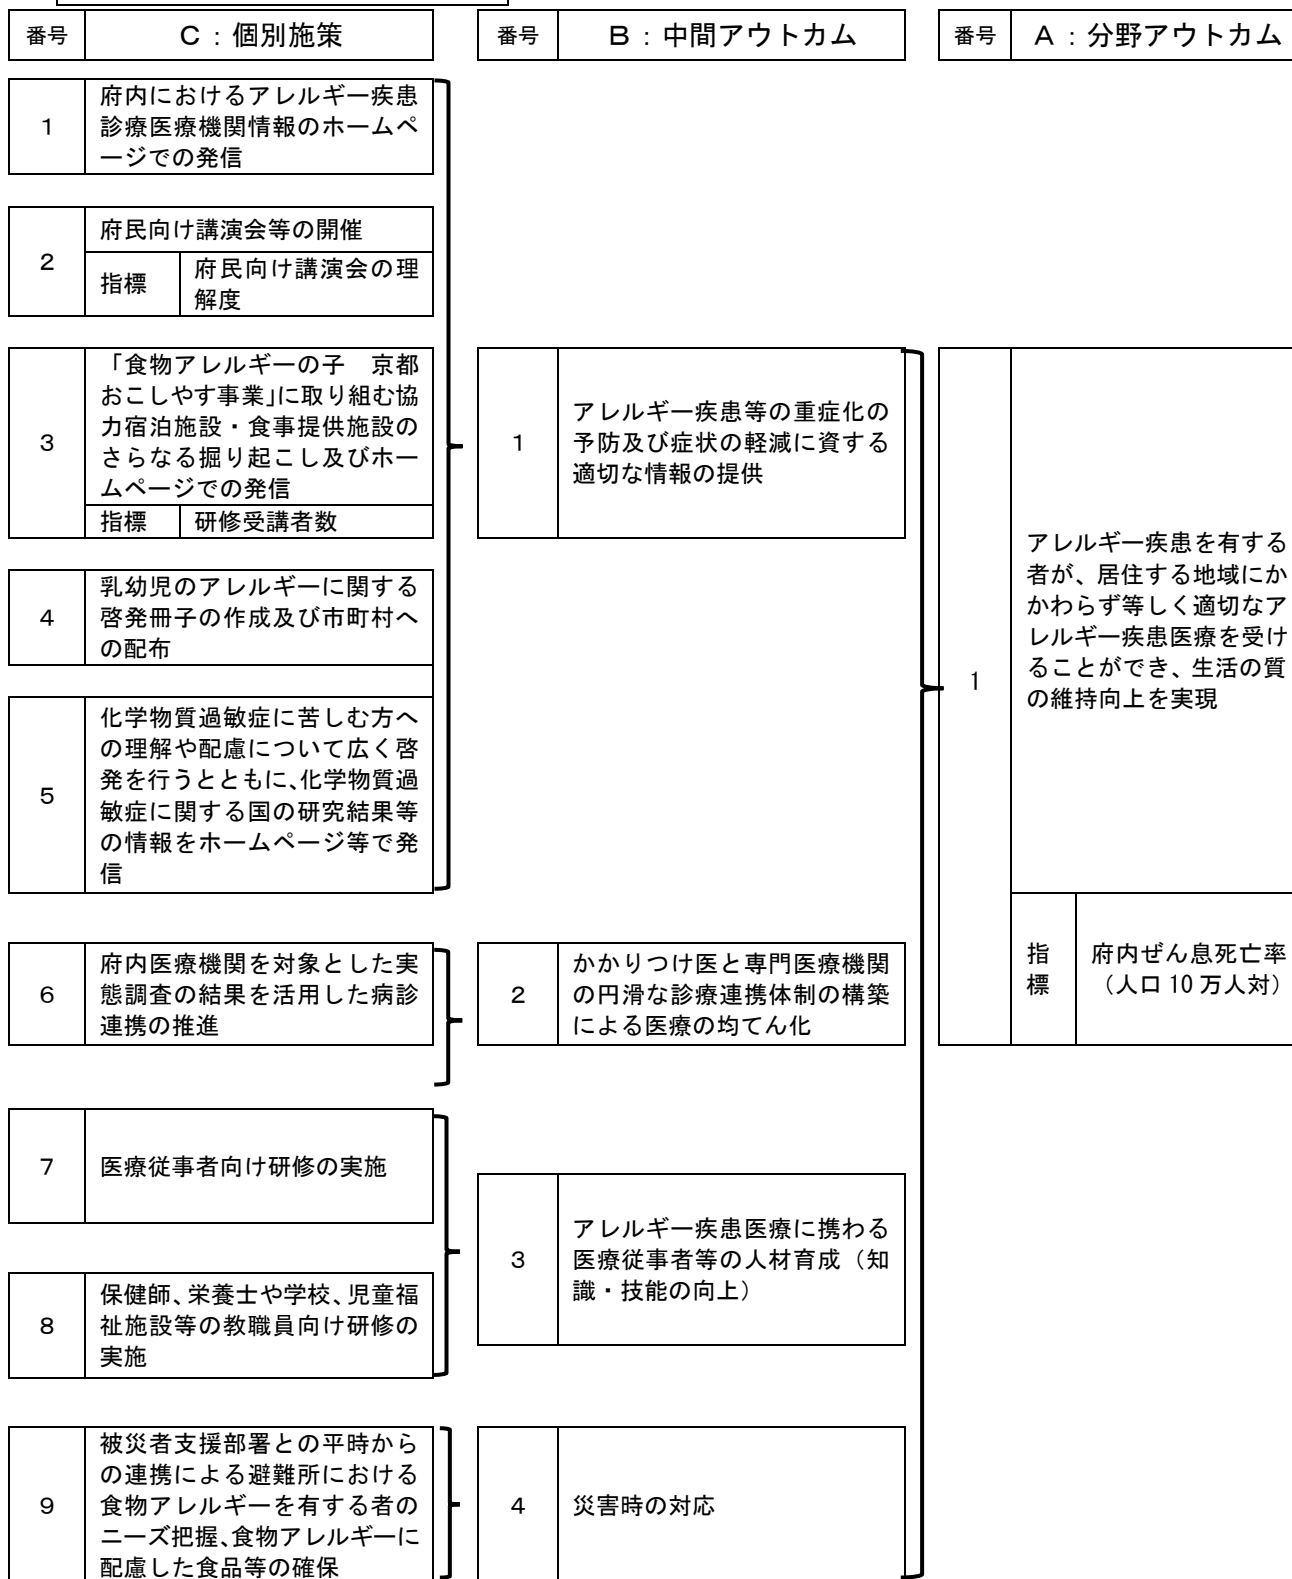 番号 C：個別施策 番号 B：中間アウトカム 番号 A：分野アウトカム
1
府内におけるアレルギー疾患
診療医療機関情報のホームペ
ージでの発信
2
府民向け講演会等の開催
指標
府民向け講演会の理
解度
3
「食物アレルギーの子　京都
おこしやす事業」に取り組む協
力宿泊施設・食事提供施設の
さらなる掘り起こし及びホー
ムページでの発信
指標 研修受講者数
4
乳幼児のアレルギーに関する
啓発冊子の作成及び市町村へ
の配布
5
化学物質過敏症に苦しむ方へ
の理解や配慮について広く啓
発を行うとともに、化学物質過
敏症に関する国の研究結果等
の情報をホームページ等で発
信
6
府内医療機関を対象とした実
態調査の結果を活用した病診
連携の推進
7
医療従事者向け研修の実施
8
保健師、栄養士や学校、児童福
祉施設等の教職員向け研修の
実施
9
被災者支援部署との平時から
の連携による避難所における
食物アレルギーを有する者の
ニーズ把握、食物アレルギーに
配慮した食品等の確保
1
アレルギー疾患等の重症化の
予防及び症状の軽減に資する
適切な情報の提供
2
かかりつけ医と専門医療機関
の円滑な診療連携体制の構築
による医療の均てん化
3
アレルギー疾患医療に携わる
医療従事者等の人材育成（知
識・技能の向上）
4
災害時の対応
1
アレルギー疾患を有する
者が、居住する地域にか
かわらず等しく適切なア
レルギー疾患医療を受け
ることができ、生活の質
の維持向上を実現
指
標
府内ぜん息死亡率
（人口 10 万人対）